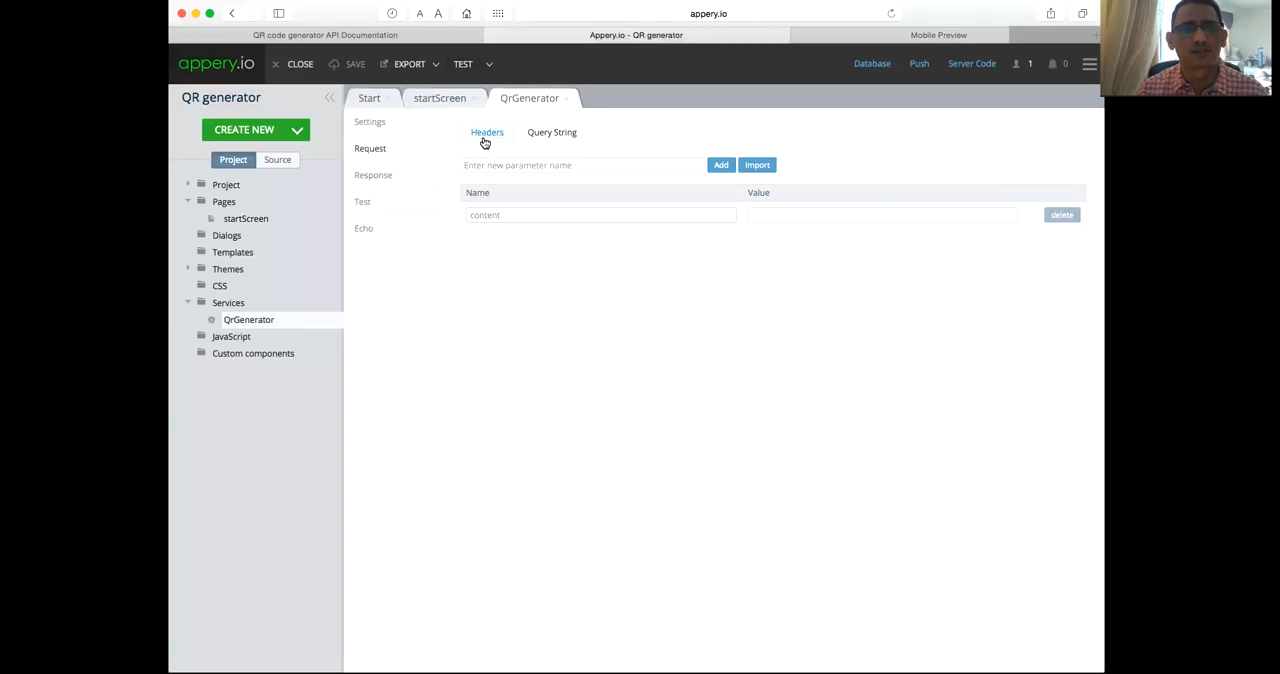 appery.io
QR code generator API Documentation
Appery.io - QR generator
Mobile Preview
appery.io
CLOSE
SAVE
EXPORT
TEST
Database
Push
Server Code
1
0
QR generator
Start
startScreen
QrGenerator
CREATE NEW
Project
Source
Project
Pages
startScreen
Dialogs
Templates
Themes
CSS
Services
QrGenerator
JavaScript
Custom components
Settings
Request
Response
Test
Echo
Headers
Query String
Enter new parameter name
Add
Import
Name
Value
content
delete